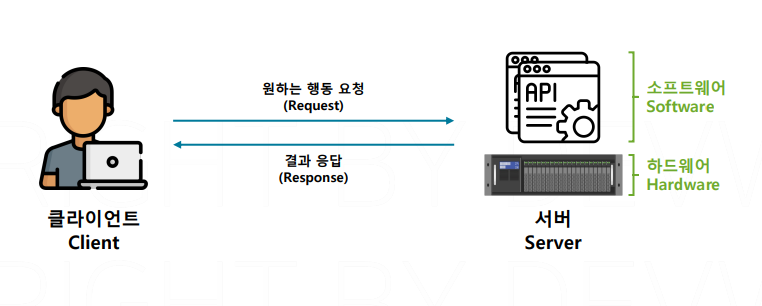 원하는 행동 요청
(Request)
API
소프트웨어
Software
결과 응답
(Response)
하드웨어
Hardware
클라이언트
Client
서버
Server